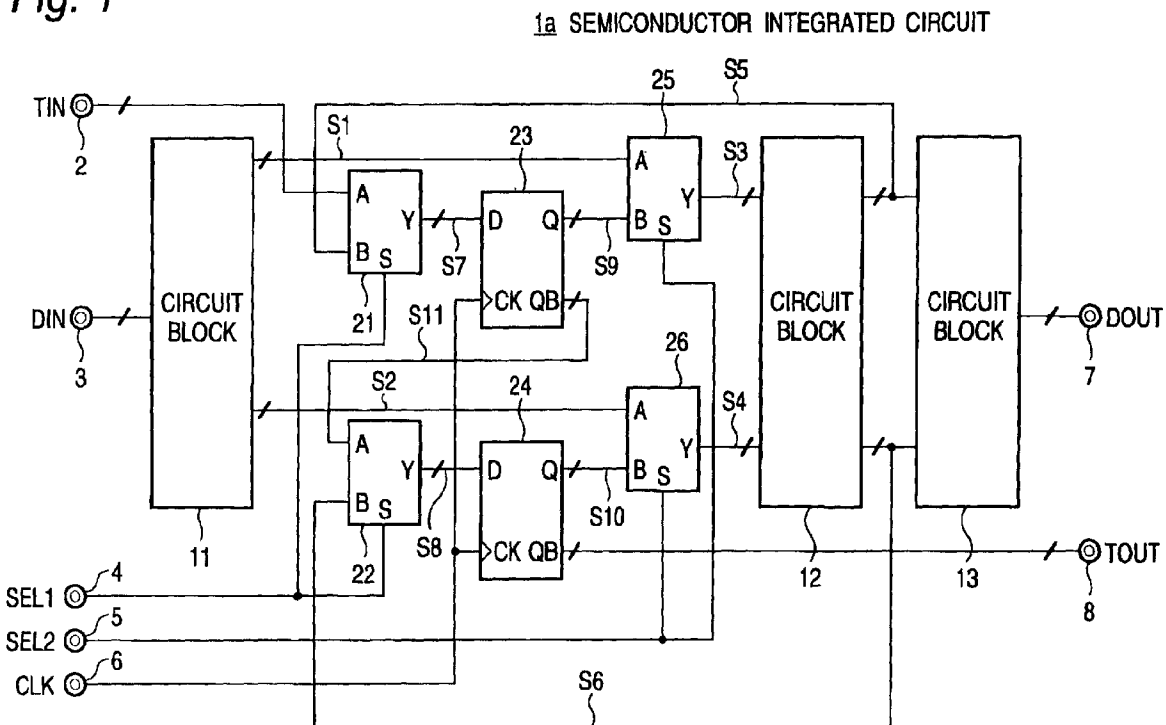 Fig. 1
1a SEMICONDUCTOR INTEGRATED CIRCUIT
TIN
2
S1
23
25
S5
A
Y
B S
21
S7
D Q
CK QB
S9
A
Y
B S
S3
CIRCUIT
BLOCK
11
DIN
3
S11
S2
24
26
CIRCUIT
BLOCK
12
CIRCUIT
BLOCK
13
DOUT
7
A
Y
B S
22
S8
D Q
CK QB
S10
A
Y
B S
S4
TOUT
8
SEL1 4
SEL2 5
CLK 6
S6